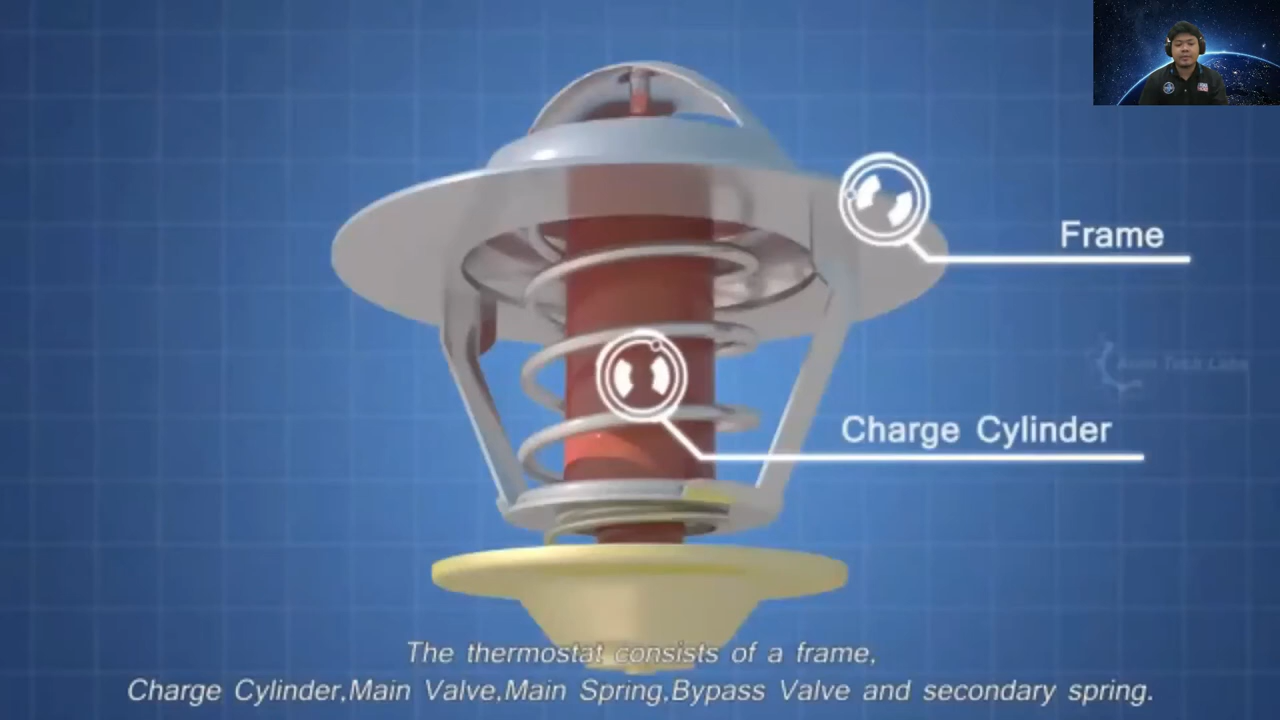 Frame
Charge Cylinder
The thermostat consists of a frame,
Charge Cylinder,Main Valve,Main Spring,Bypass Valve and secondary spring.